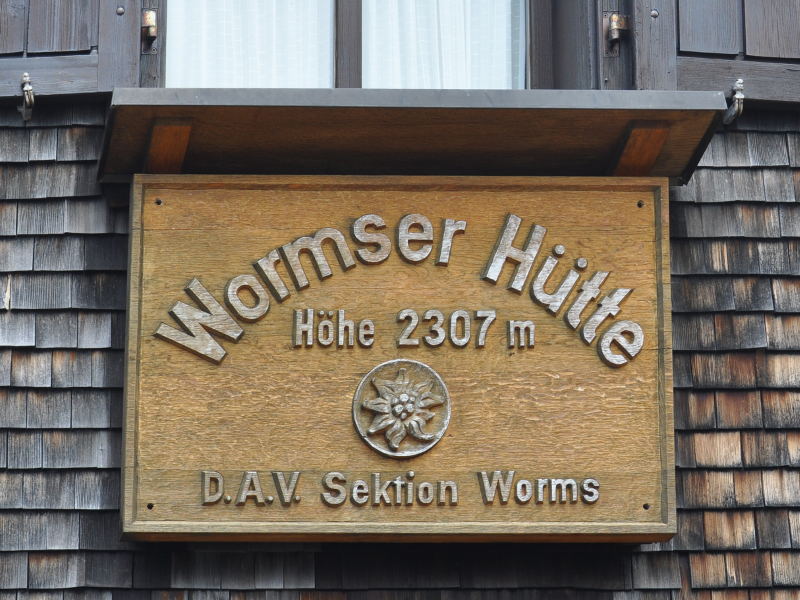 Wormser Hütte
Höhe 2307 m
D.A.V. Sektion Worms